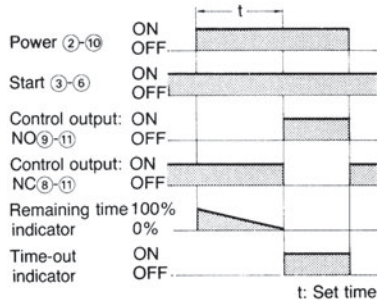 t
Power ②-⑩ ON
OFF
Start ③-⑥ ON
OFF
Control output: ON
NO⑨-⑪ OFF
Control output: ON
NC⑧-⑪ OFF
Remaining time 100%
indicator 0%
Time-out ON
indicator OFF
t: Set time